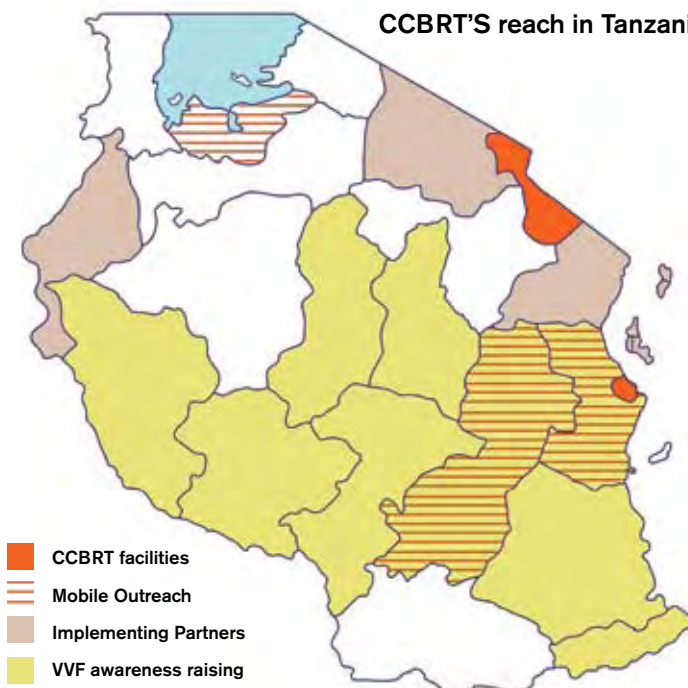 CCBRT'S reach in Tanzani
CCBRT facilities
Mobile Outreach
Implementing Partners
VVF awareness raising